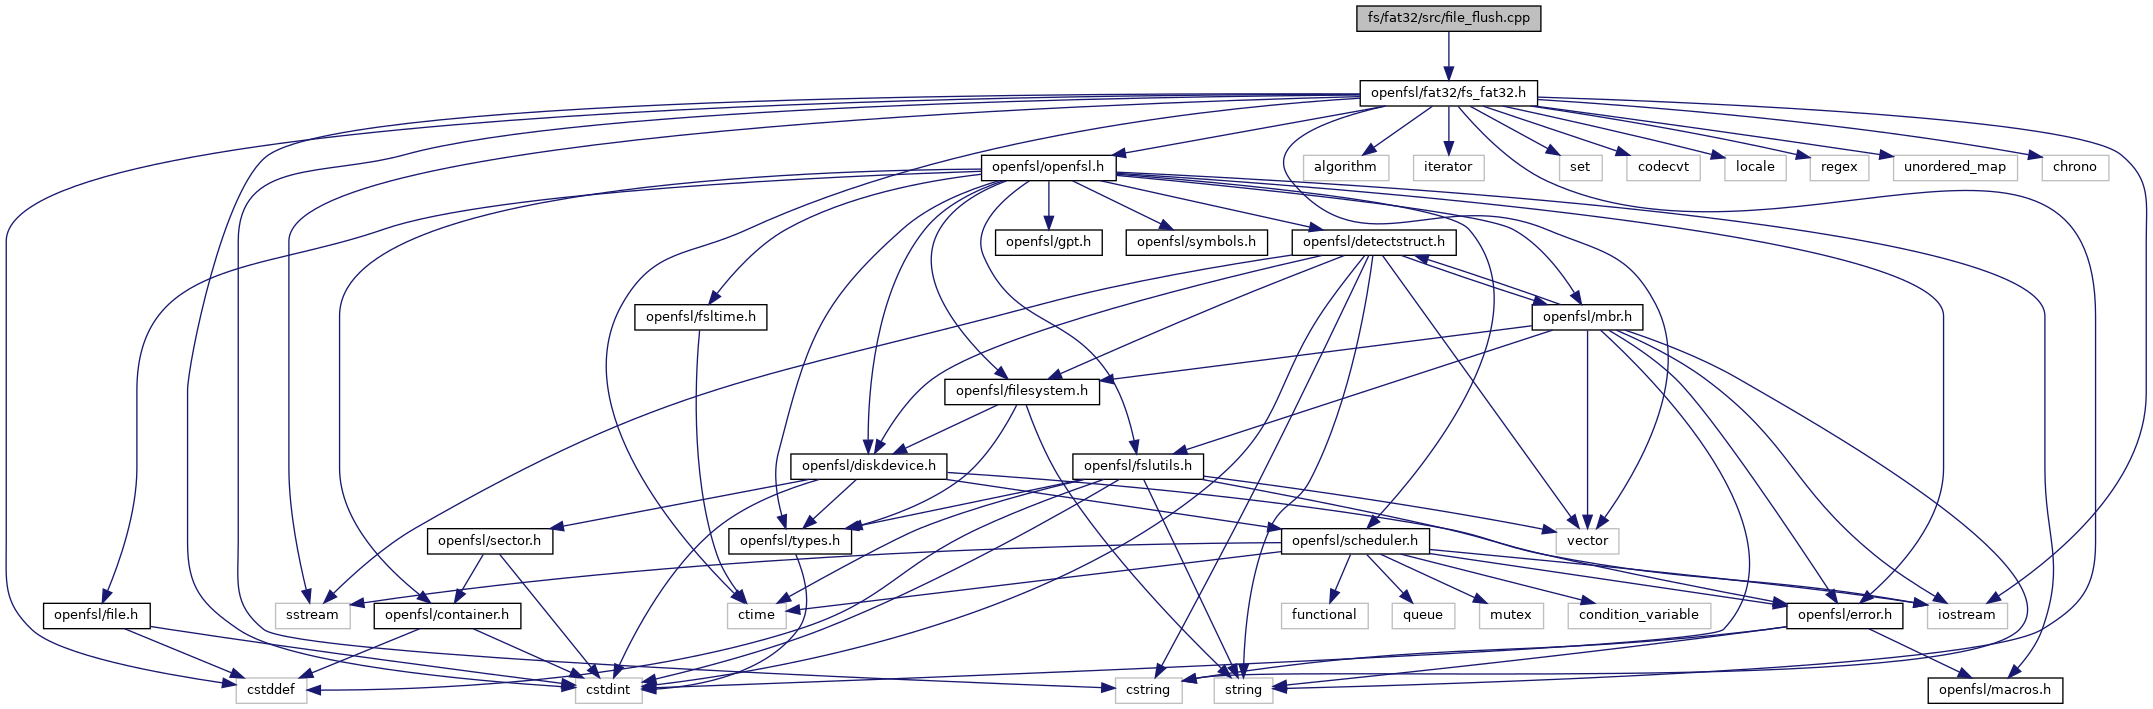 fs/fat32/src/file_flush.cpp
openfsl/fat32/fs_fat32.h
openfsl/openfsl.h
algorithm
iterator
set
codecvt
locale
regex
unordered_map
chrono
openfsl/gpt.h
openfsl/symbols.h
openfsl/detectstruct.h
openfsl/fsltime.h
openfsl/mbr.h
openfsl/filesystem.h
openfsl/diskdevice.h
openfsl/fslutils.h
openfsl/sector.h
openfsl/types.h
openfsl/scheduler.h
vector
openfsl/file.h
sstream
openfsl/container.h
ctime
functional
queue
mutex
condition_variable
openfsl/error.h
iostream
cstddef
cstdint
cstring
string
openfsl/macros.h